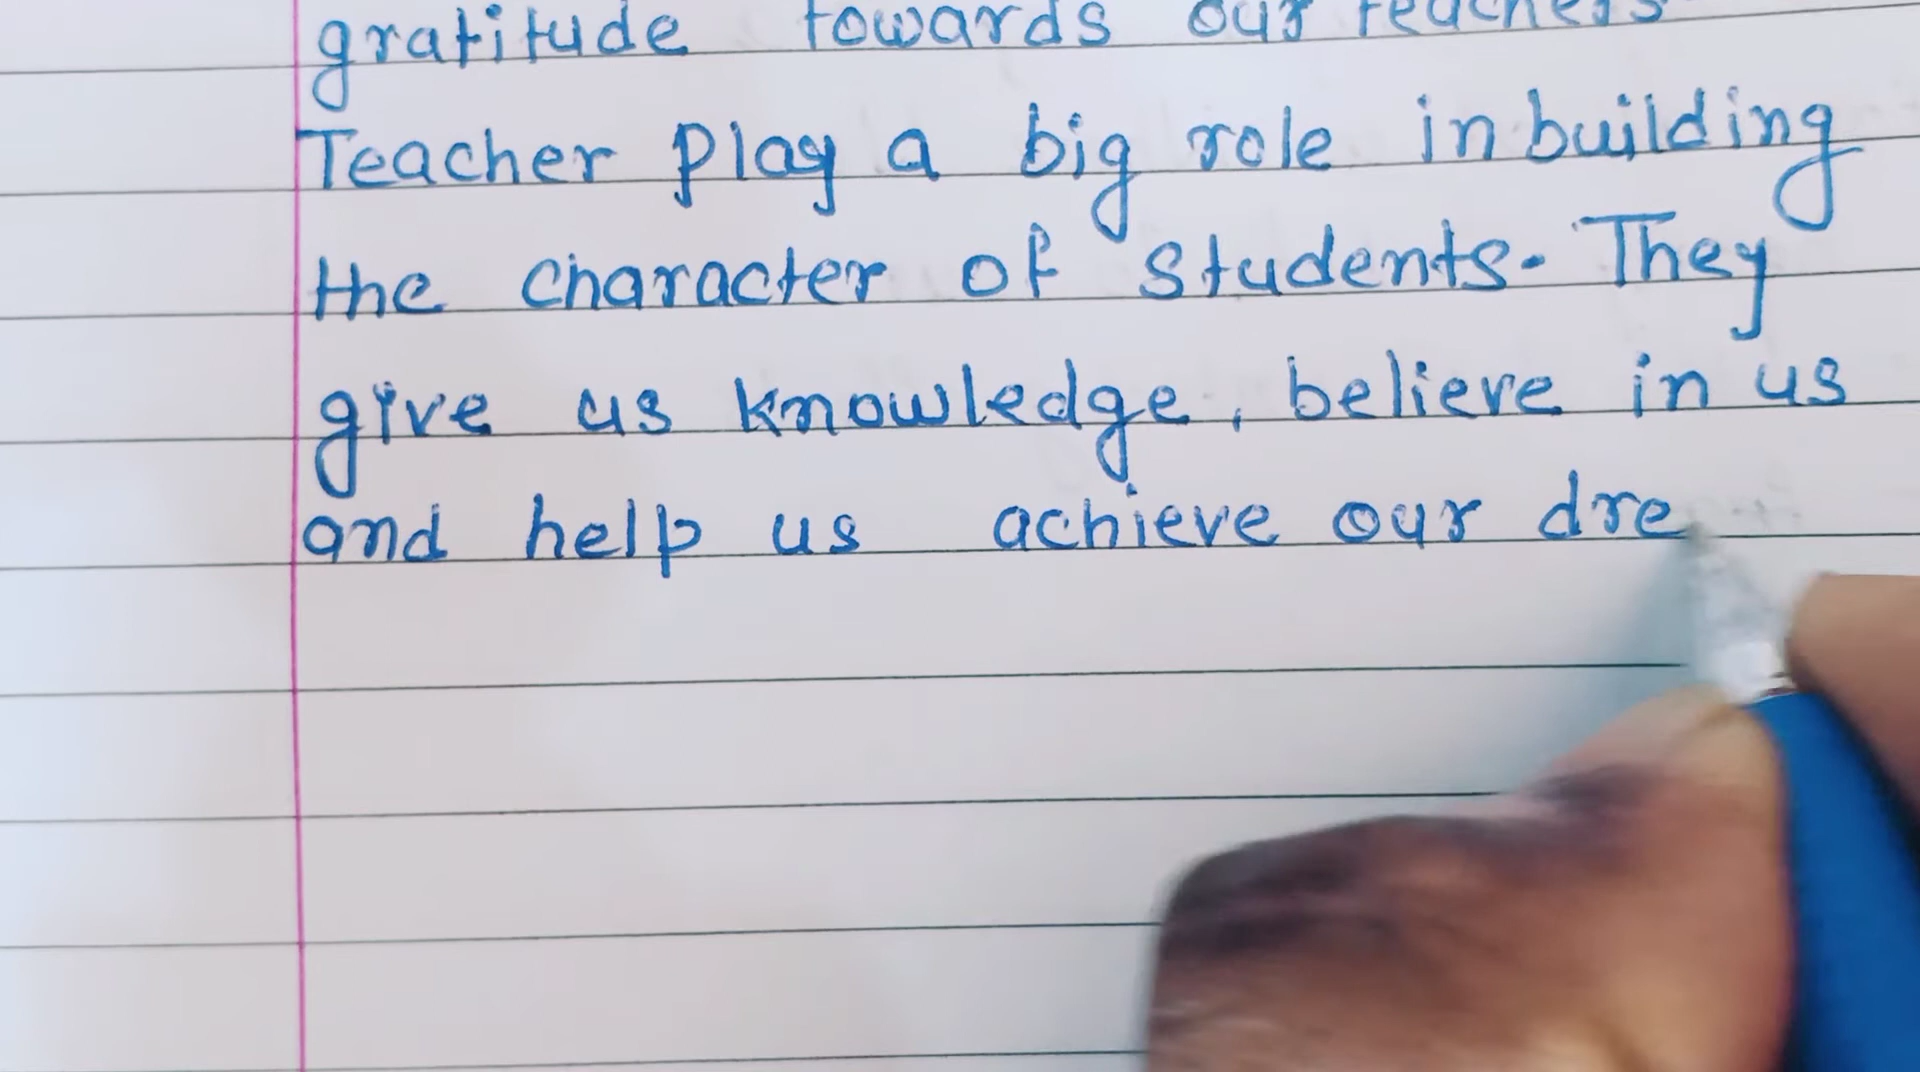 gratitude towards our teachers
Teacher play a big role in building
the character of students. They
give us knowledge, believe in us
and help us achieve our dre